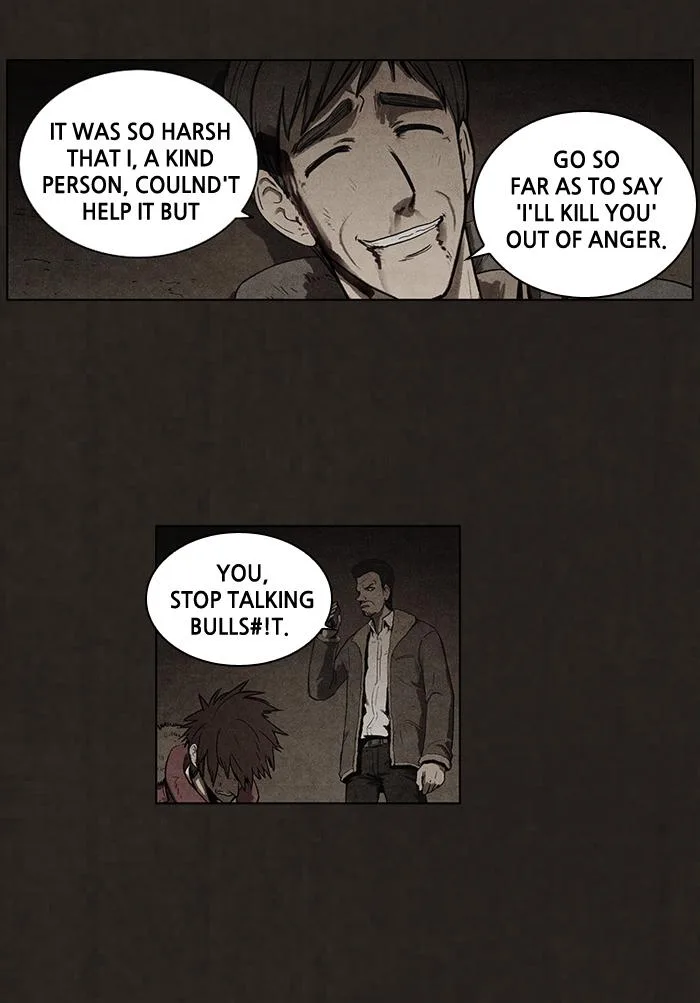 IT WAS SO HARSH
THAT I, A KIND
PERSON, COULND'T
HELP IT BUT
GO SO
FAR AS TO SAY
'I'LL KILL YOU'
OUT OF ANGER.
YOU,
STOP TALKING
BULLS#!T.